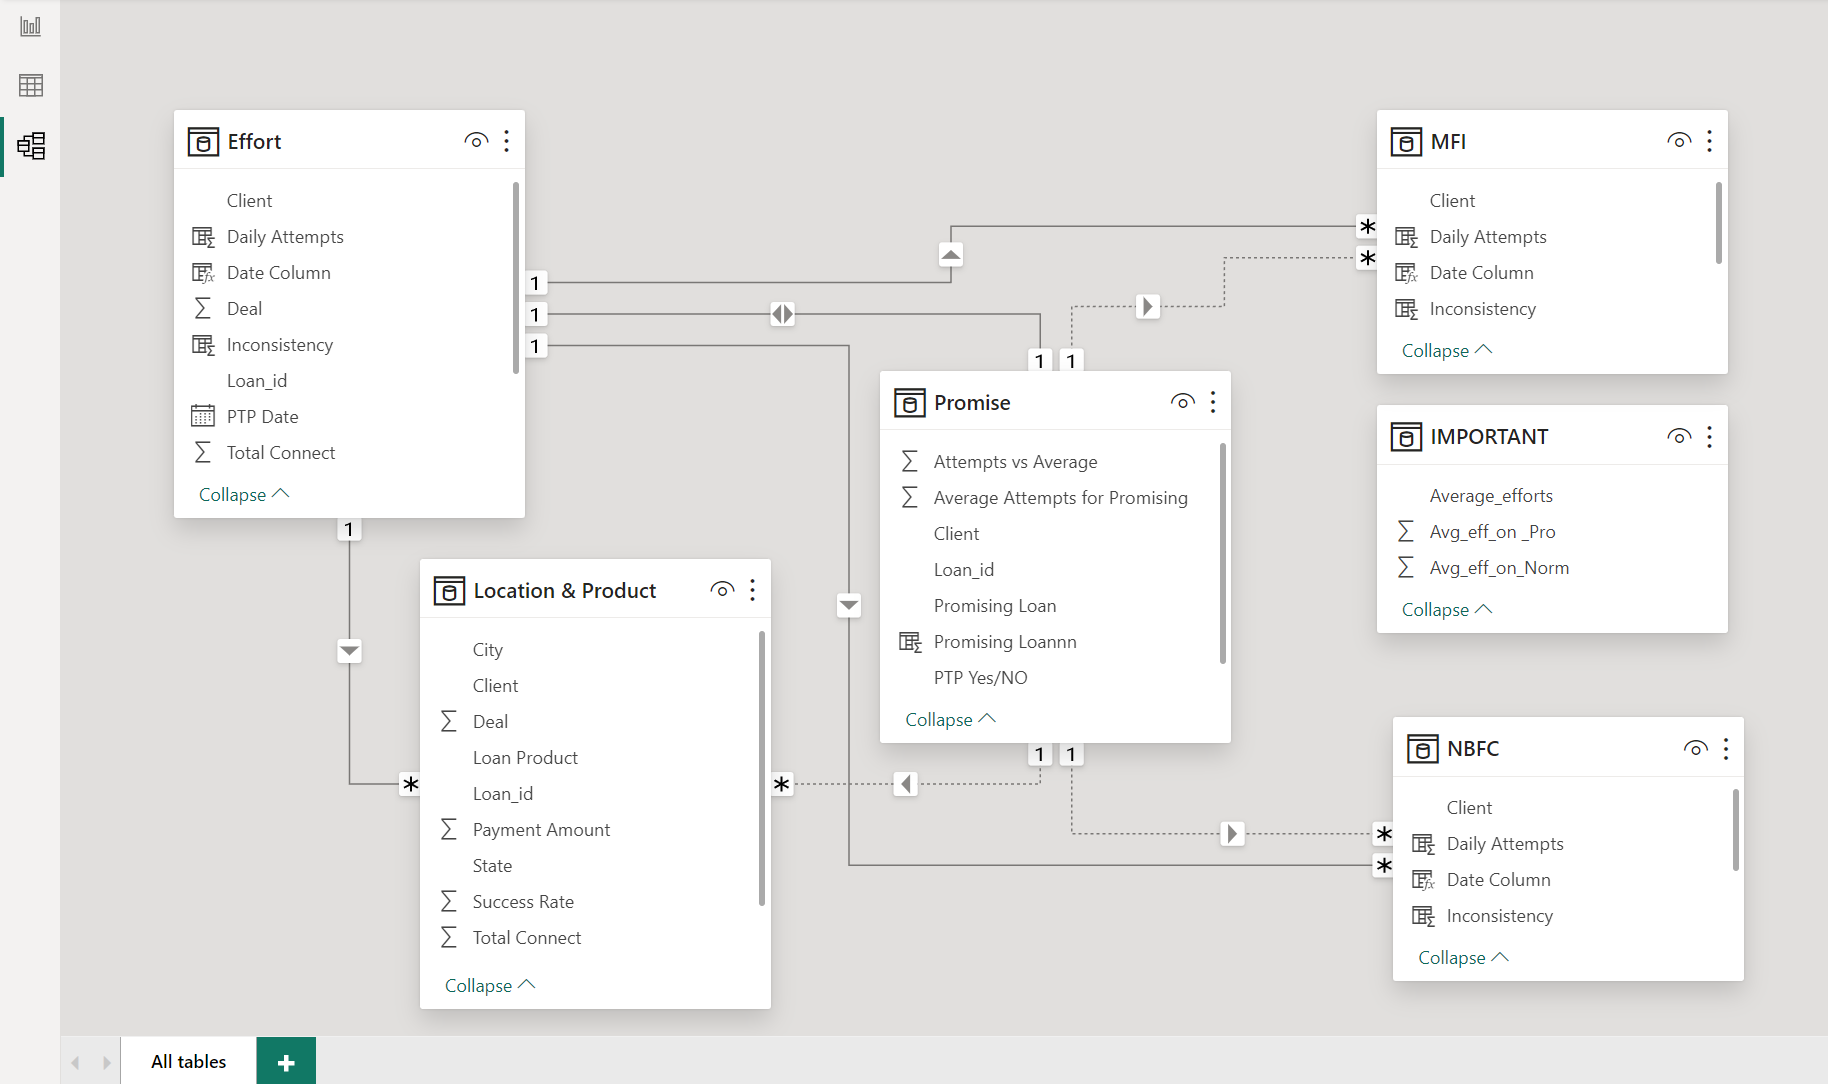 Effort
Client
Daily Attempts
Date Column
Deal
Inconsistency
Loan_id
PTP Date
Total Connect
Collapse
1
1
1
1
Location & Product
City
Client
Deal
Loan Product
Loan_id
Payment Amount
State
Success Rate
Total Connect
Collapse
*
*
Promise
Attempts vs Average
Average Attempts for Promising
Client
Loan_id
Promising Loan
Promising Loannn
PTP Yes/NO
Collapse
1
1
1
1
MFI
Client
Daily Attempts
Date Column
Inconsistency
Collapse
*
*
IMPORTANT
Average_efforts
Avg_eff_on _Pro
Avg_eff_on_Norm
Collapse
NBFC
Client
Daily Attempts
Date Column
Inconsistency
Collapse
*
*
All tables
+